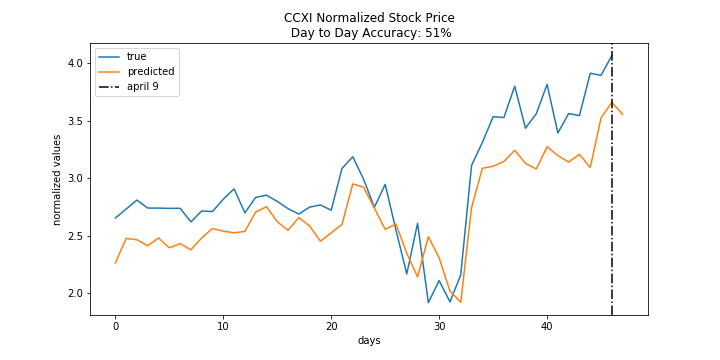 CCXI Normalized Stock Price
Day to Day Accuracy: 51%
true
predicted
april 9
normalized values
4.0
3.5
3.0
2.5
2.0
0
10
20
30
40
days